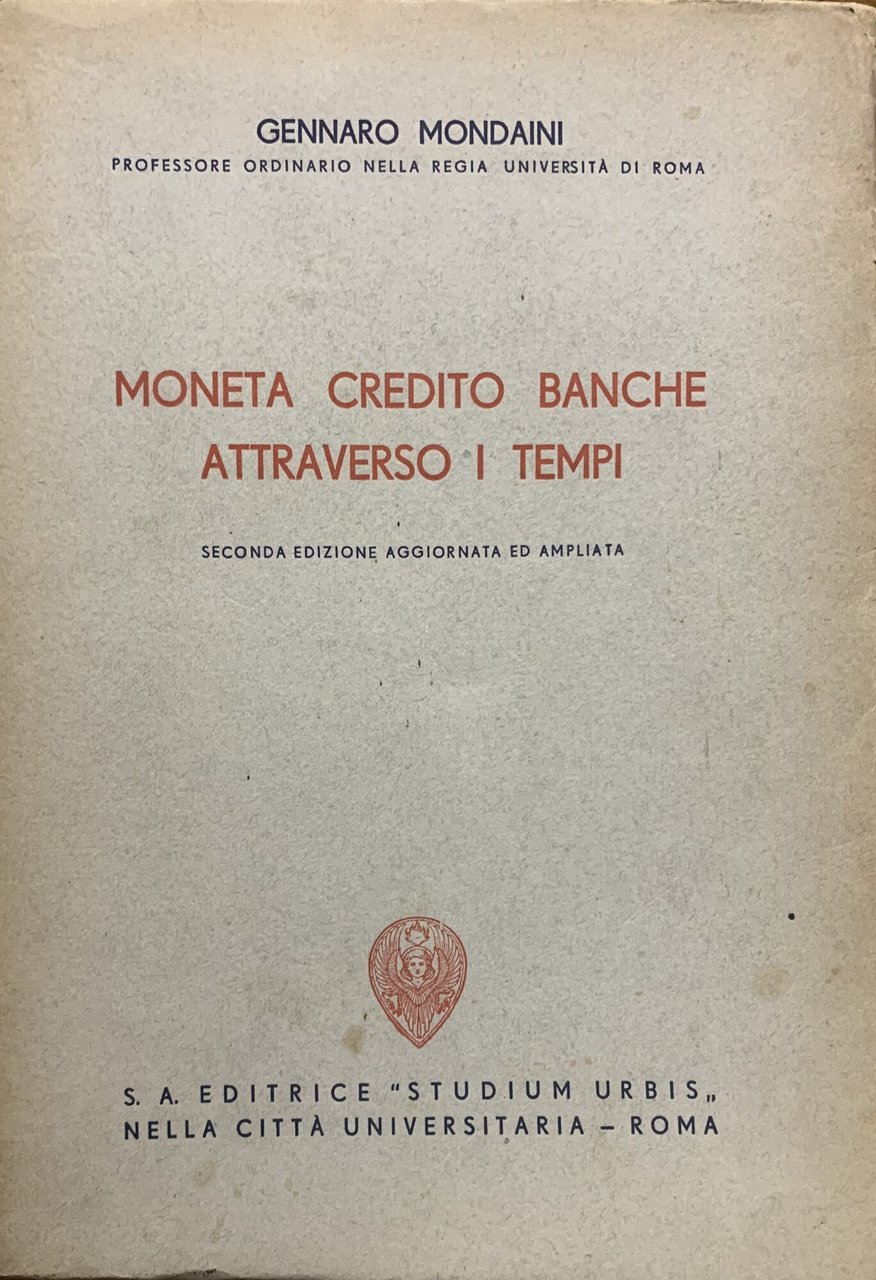 GENNARO MONDAINI
PROFESSORE ORDINARIO NELLA REGIA UNIVERSITÀ DI ROMA
MONETA CREDITO BANCHE
ATTRAVERSO I TEMPI
SECONDA EDIZIONE AGGIORNATA ED AMPLIATA
S. A. EDITRICE "STUDIUM URBIS„
NELLA CITTÀ UNIVERSITARIA – ROMA